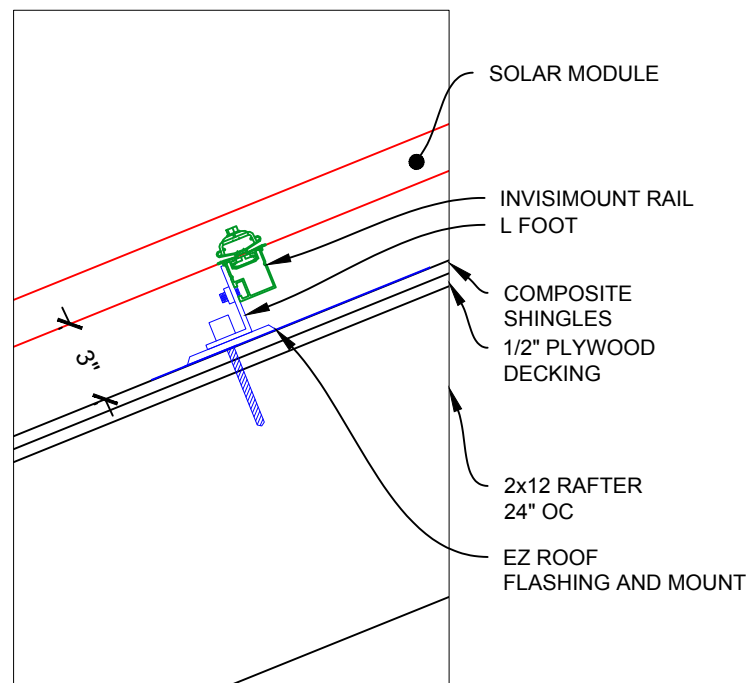 SOLAR MODULE
INVISIMOUNT RAIL
L FOOT
COMPOSITE
SHINGLES
1/2" PLYWOOD
DECKING
3"
2x12 RAFTER
24" OC
EZ ROOF
FLASHING AND MOUNT